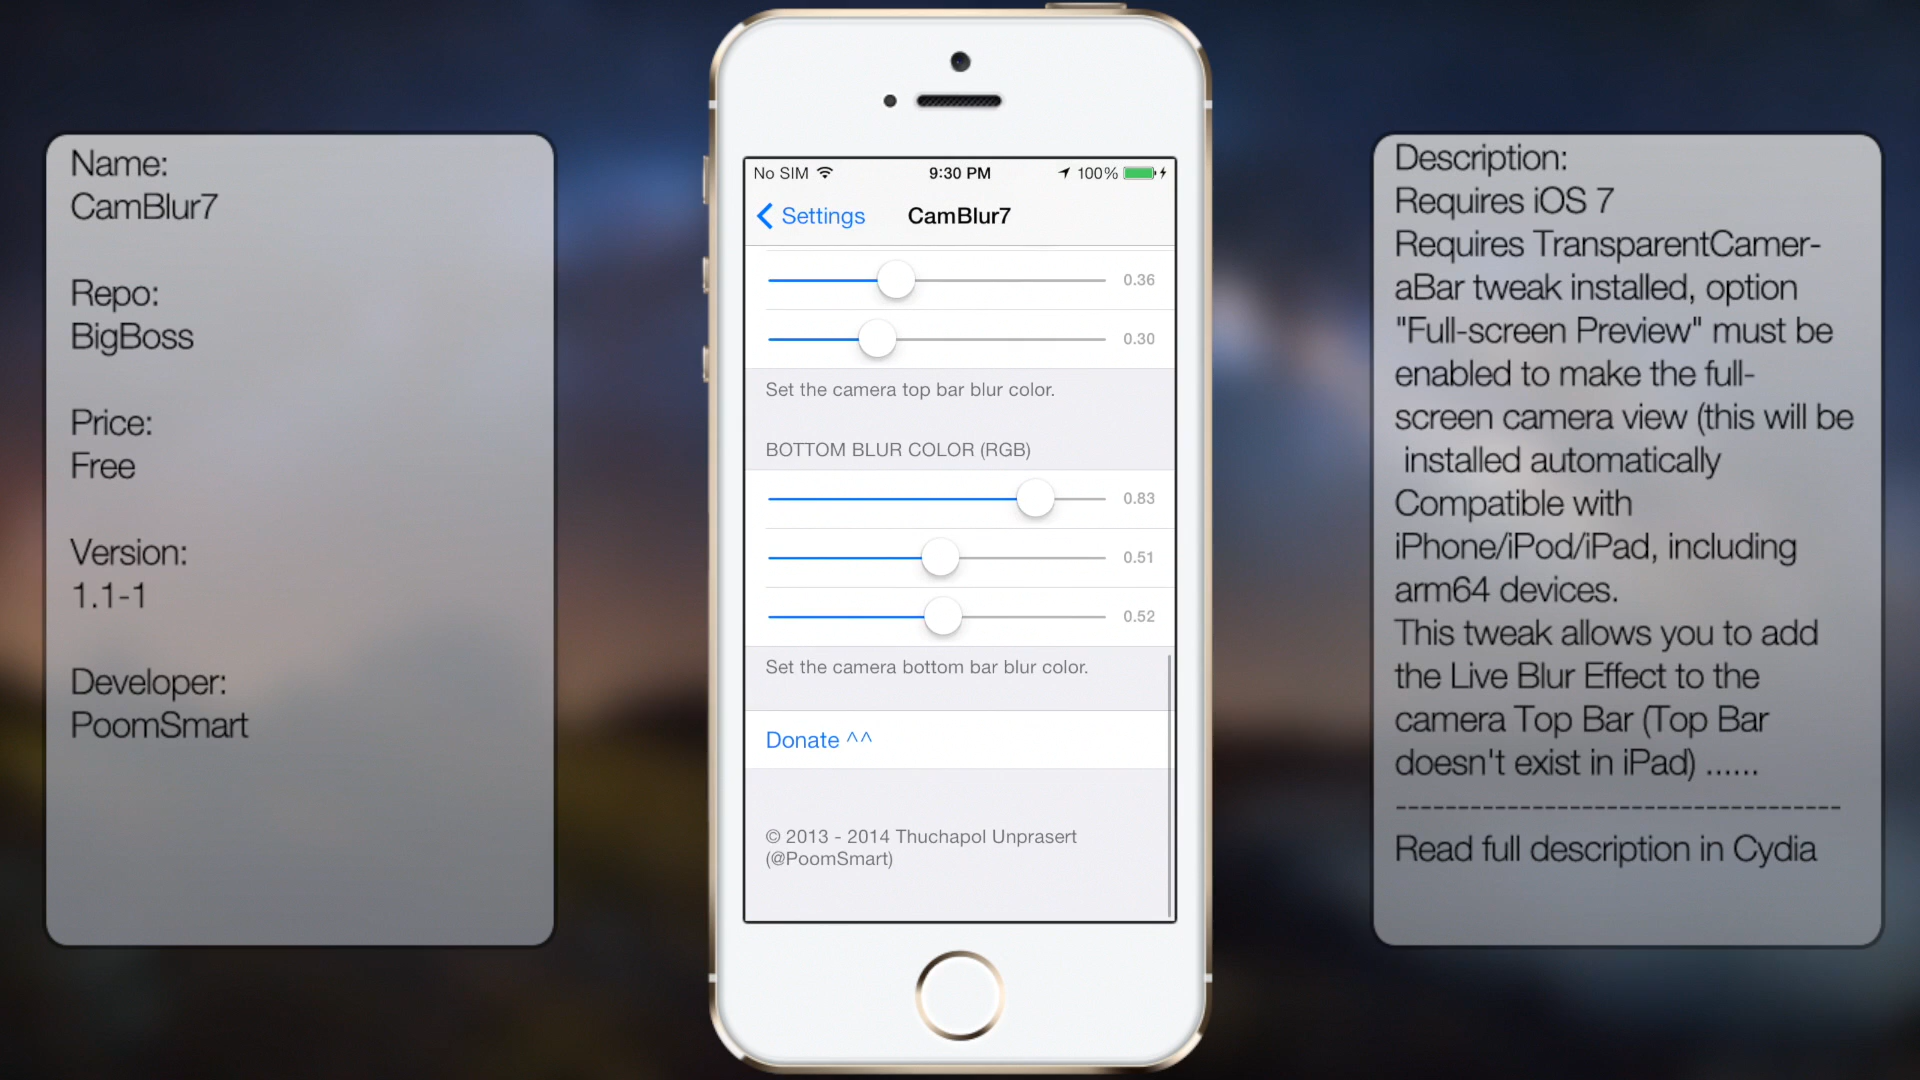 Name:
CamBlur7
Repo:
BigBoss
Price:
Free
Version:
1.1-1
Developer:
PoomSmart
No SIM 9:30 PM 100%
Settings CamBlur7
0.36
0.30
Set the camera top bar blur color.
BOTTOM BLUR COLOR (RGB)
0.83
0.51
0.52
Set the camera bottom bar blur color.
Donate ^^
© 2013 - 2014 Thuchapol Unprasert
(@PoomSmart)
Description:
Requires iOS 7
Requires TransparentCamer-
aBar tweak installed, option
"Full-screen Preview" must be
enabled to make the full-
screen camera view (this will be
installed automatically
Compatible with
iPhone/iPod/iPad, including
arm64 devices.
This tweak allows you to add
the Live Blur Effect to the
camera Top Bar (Top Bar
doesn't exist in iPad) ......
------------------------------------
Read full description in Cydia